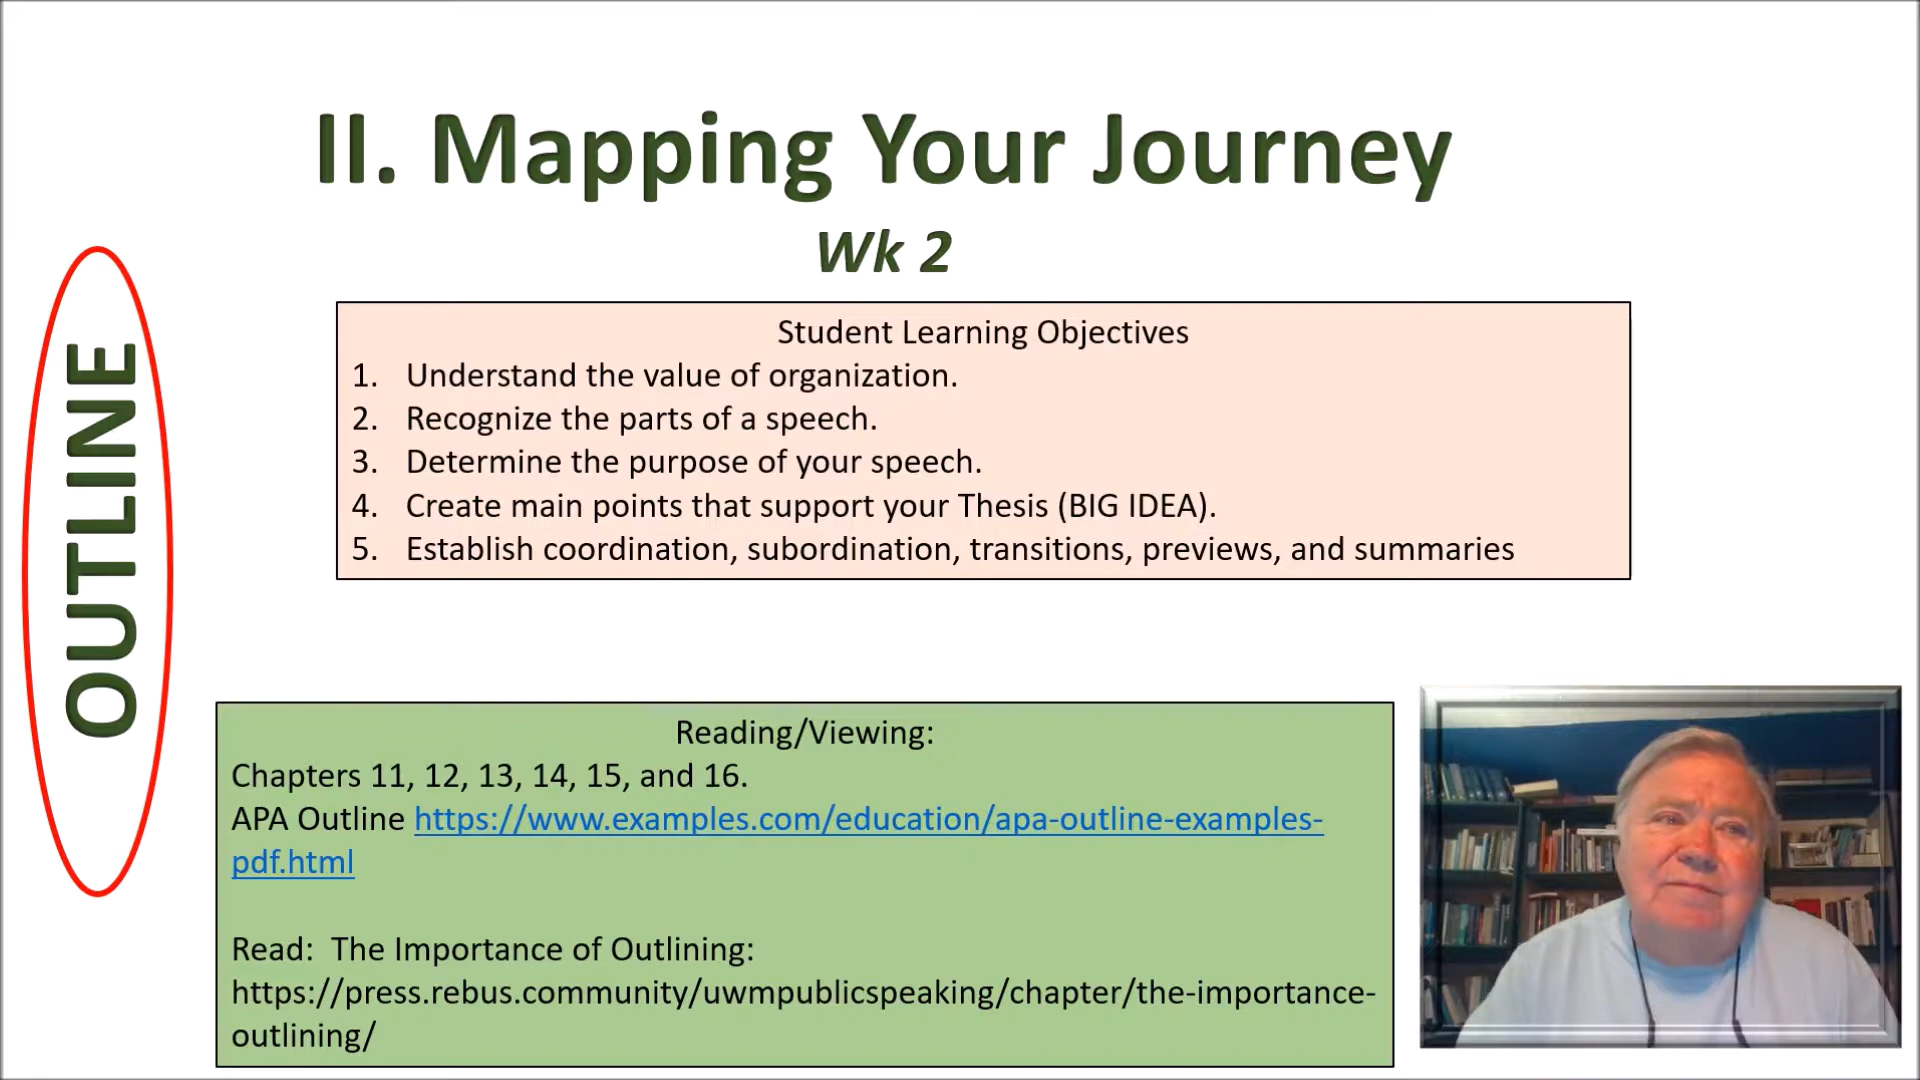 II. Mapping Your Journey
Wk 2
OUTLINE
Student Learning Objectives
1. Understand the value of organization.
2. Recognize the parts of a speech.
3. Determine the purpose of your speech.
4. Create main points that support your Thesis (BIG IDEA).
5. Establish coordination, subordination, transitions, previews, and summaries
Reading/Viewing:
Chapters 11, 12, 13, 14, 15, and 16.
APA Outline https://www.examples.com/education/apa-outline-examples-
pdf.html
Read:  The Importance of Outlining:
https://press.rebus.community/uwmpublicspeaking/chapter/the-importance-
outlining/